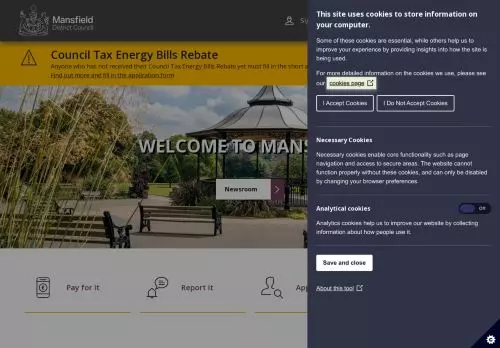 Mansfield
District Council
Council Tax Energy Bills Rebate
Anyone who has not received their Council Tax Energy Bills Rebate yet must fill in the short a
Find out more and fill in the application form
WELCOME TO MANS
Newsroom
Pay for it
Report it
App
This site uses cookies to store information on
your computer.
Some of these cookies are essential, while others help us to
improve your experience by providing insights into how the site is
being used.
For more detailed information on the cookies we use, please see
our cookies page
I Accept Cookies
I Do Not Accept Cookies
Necessary Cookies
Necessary cookies enable core functionality such as page
navigation and access to secure areas. The website cannot
function properly without these cookies, and can only be disabled
by changing your browser preferences.
Analytical cookies
Off
Analytics cookies help us to improve our website by collecting
information about how people use it.
Save and close
About this tool